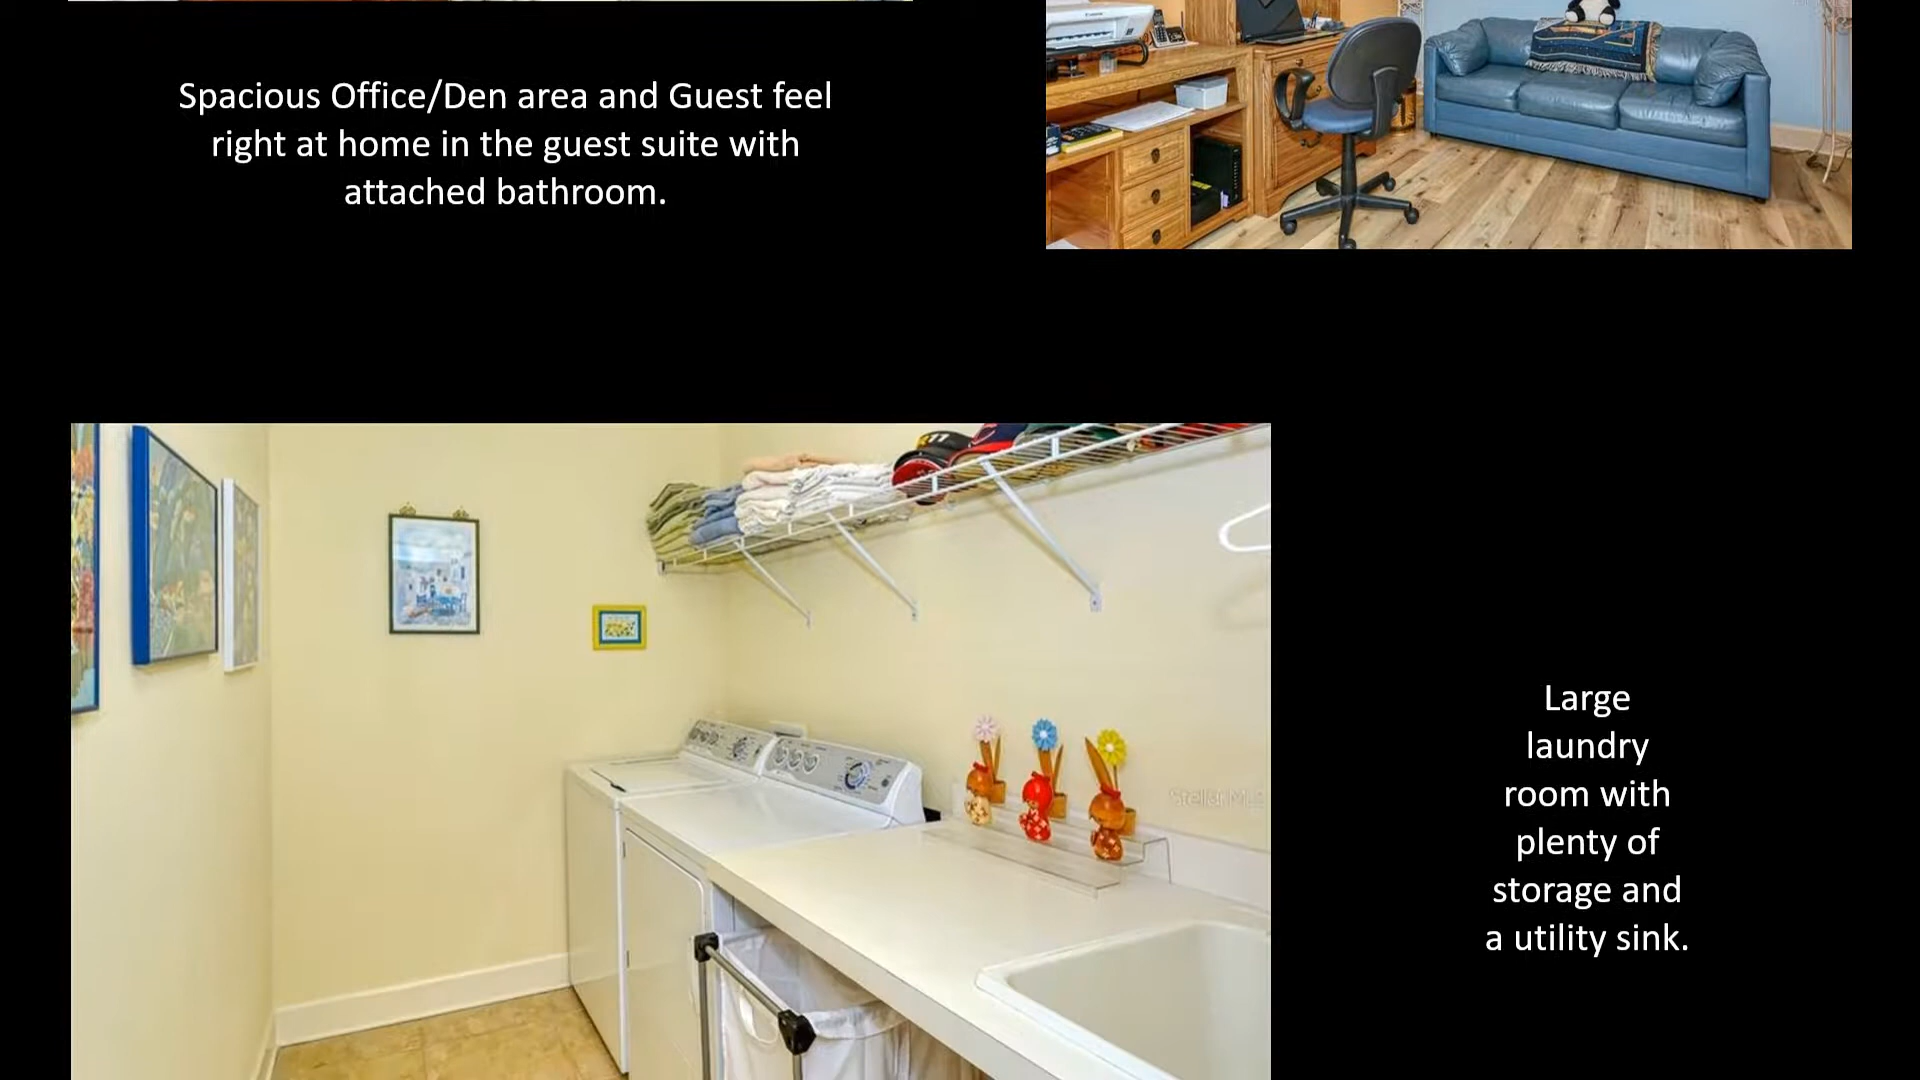 Spacious Office/Den area and Guest feel
right at home in the guest suite with
attached bathroom.
Large
laundry
room with
plenty of
storage and
a utility sink.